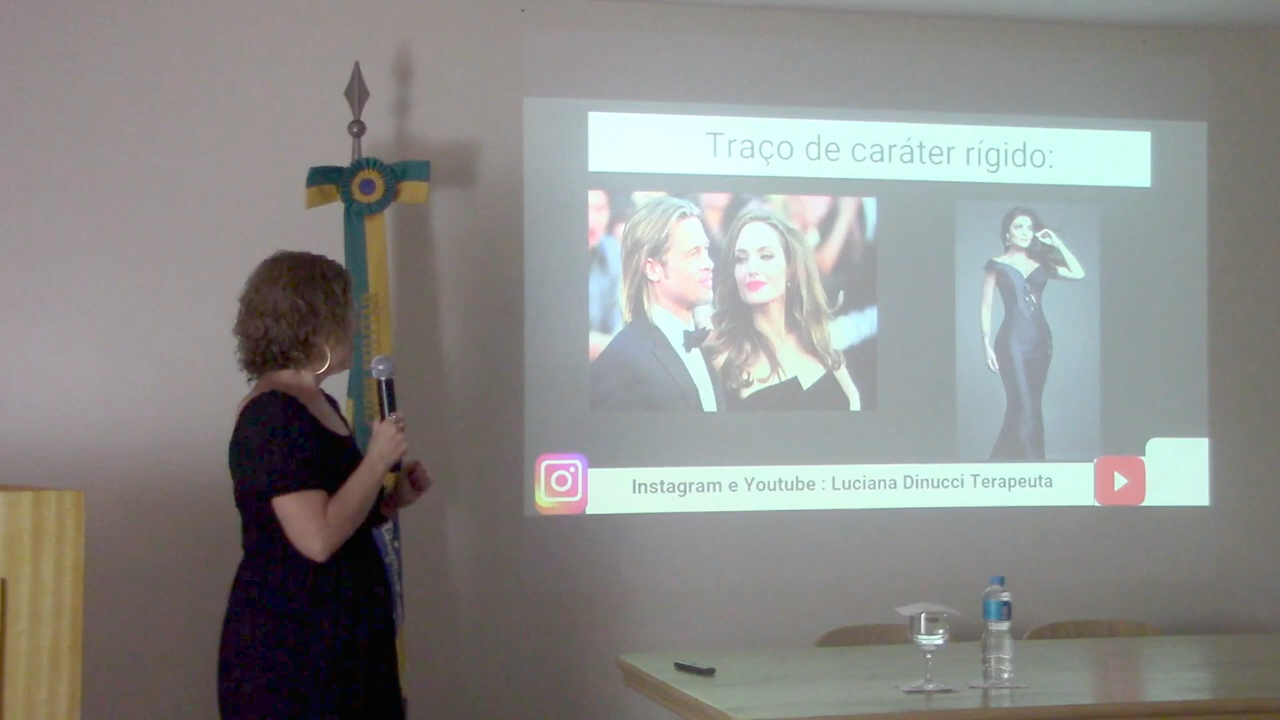 Traço de caráter rígido:
Instagram e Youtube : Luciana Dinucci Terapeuta